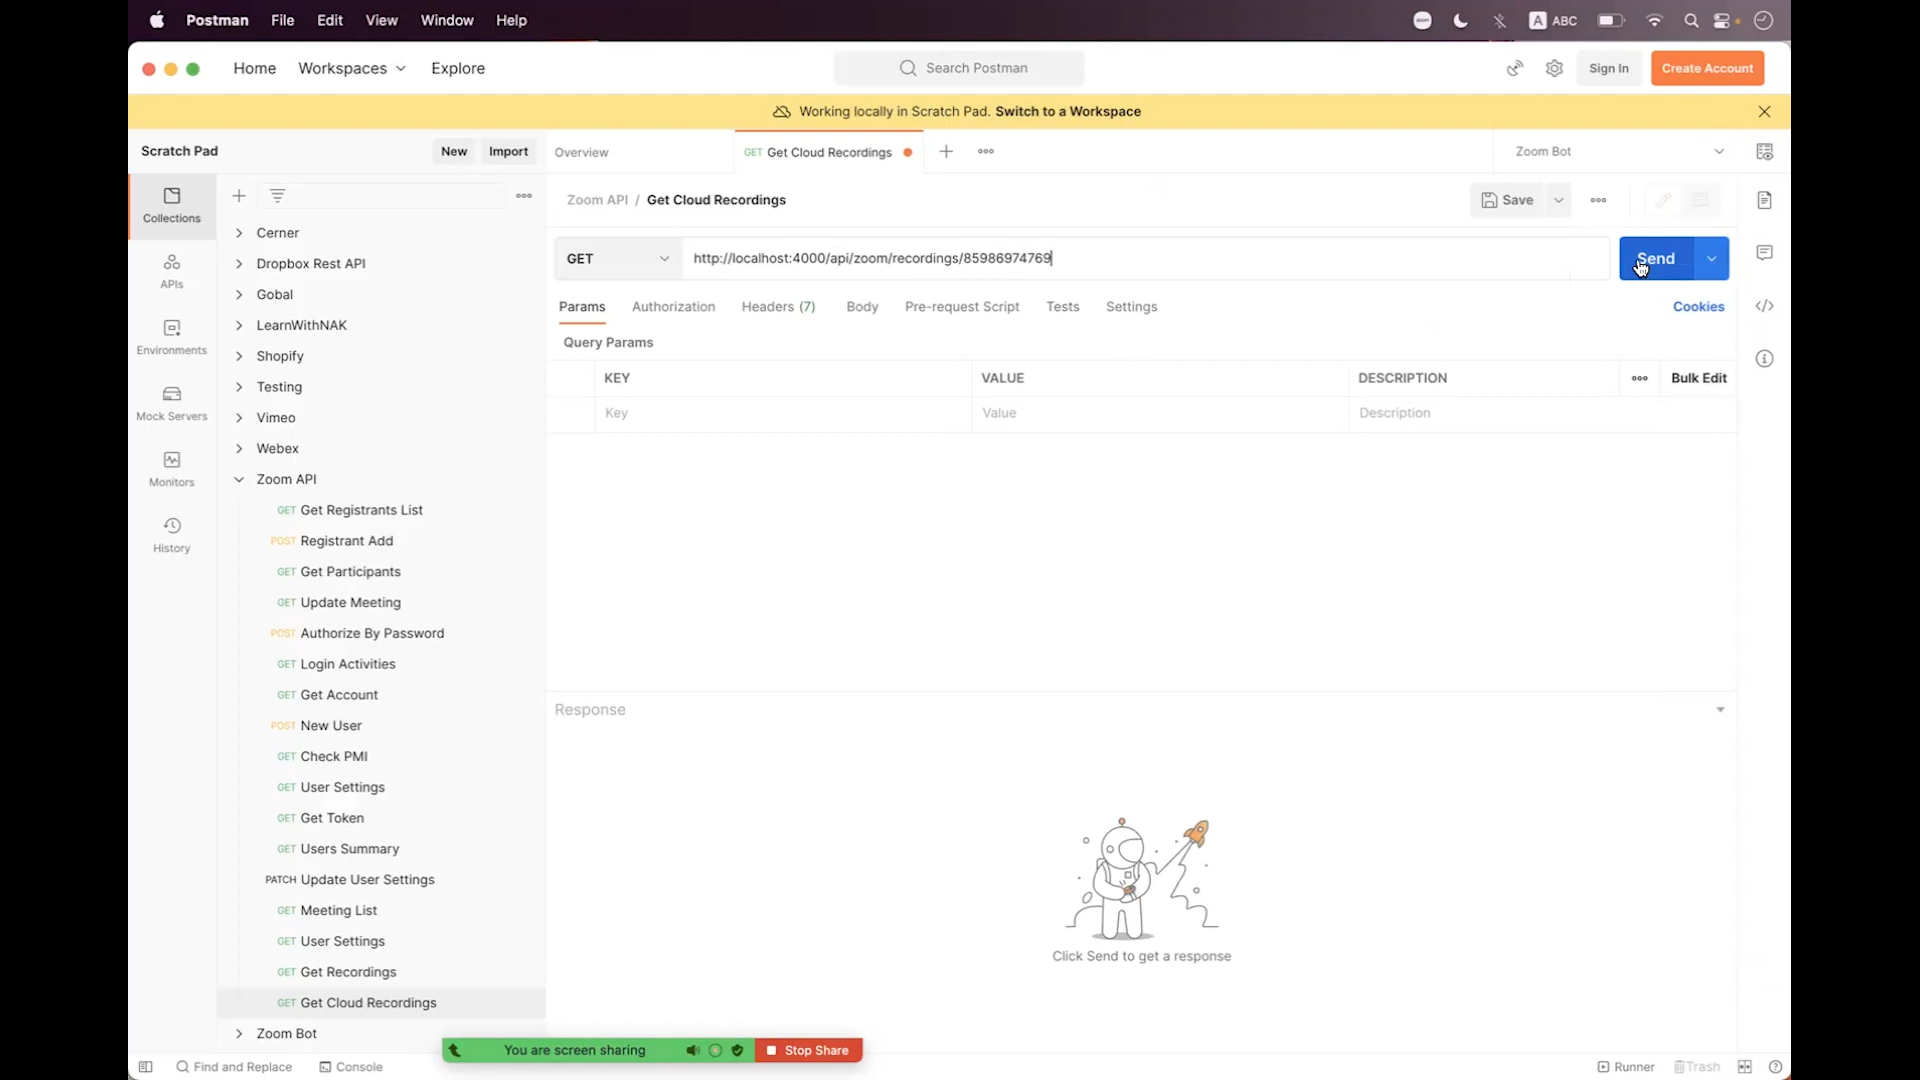 Postman File Edit View Window Help
A ABC
Home Workspaces Explore
Search Postman
Sign In Create Account
Working locally in Scratch Pad. Switch to a Workspace
Scratch Pad New Import
Overview GET Get Cloud Recordings
Zoom Bot
Collections
APIs
Environments
Mock Servers
Monitors
History
Cerner
Dropbox Rest API
Gobal
LearnWithNAK
Shopify
Testing
Vimeo
Webex
Zoom API
GET Get Registrants List
POST Registrant Add
GET Get Participants
GET Update Meeting
POST Authorize By Password
GET Login Activities
GET Get Account
POST New User
GET Check PMI
GET User Settings
GET Get Token
GET Users Summary
PATCH Update User Settings
GET Meeting List
GET User Settings
GET Get Recordings
GET Get Cloud Recordings
Zoom Bot
Zoom API / Get Cloud Recordings
Save
GET http://localhost:4000/api/zoom/recordings/85986974769 Send
Params Authorization Headers (7) Body Pre-request Script Tests Settings Cookies
Query Params
KEY VALUE DESCRIPTION Bulk Edit
Key Value Description
Response
Click Send to get a response
You are screen sharing Stop Share
Find and Replace Console Runner Trash